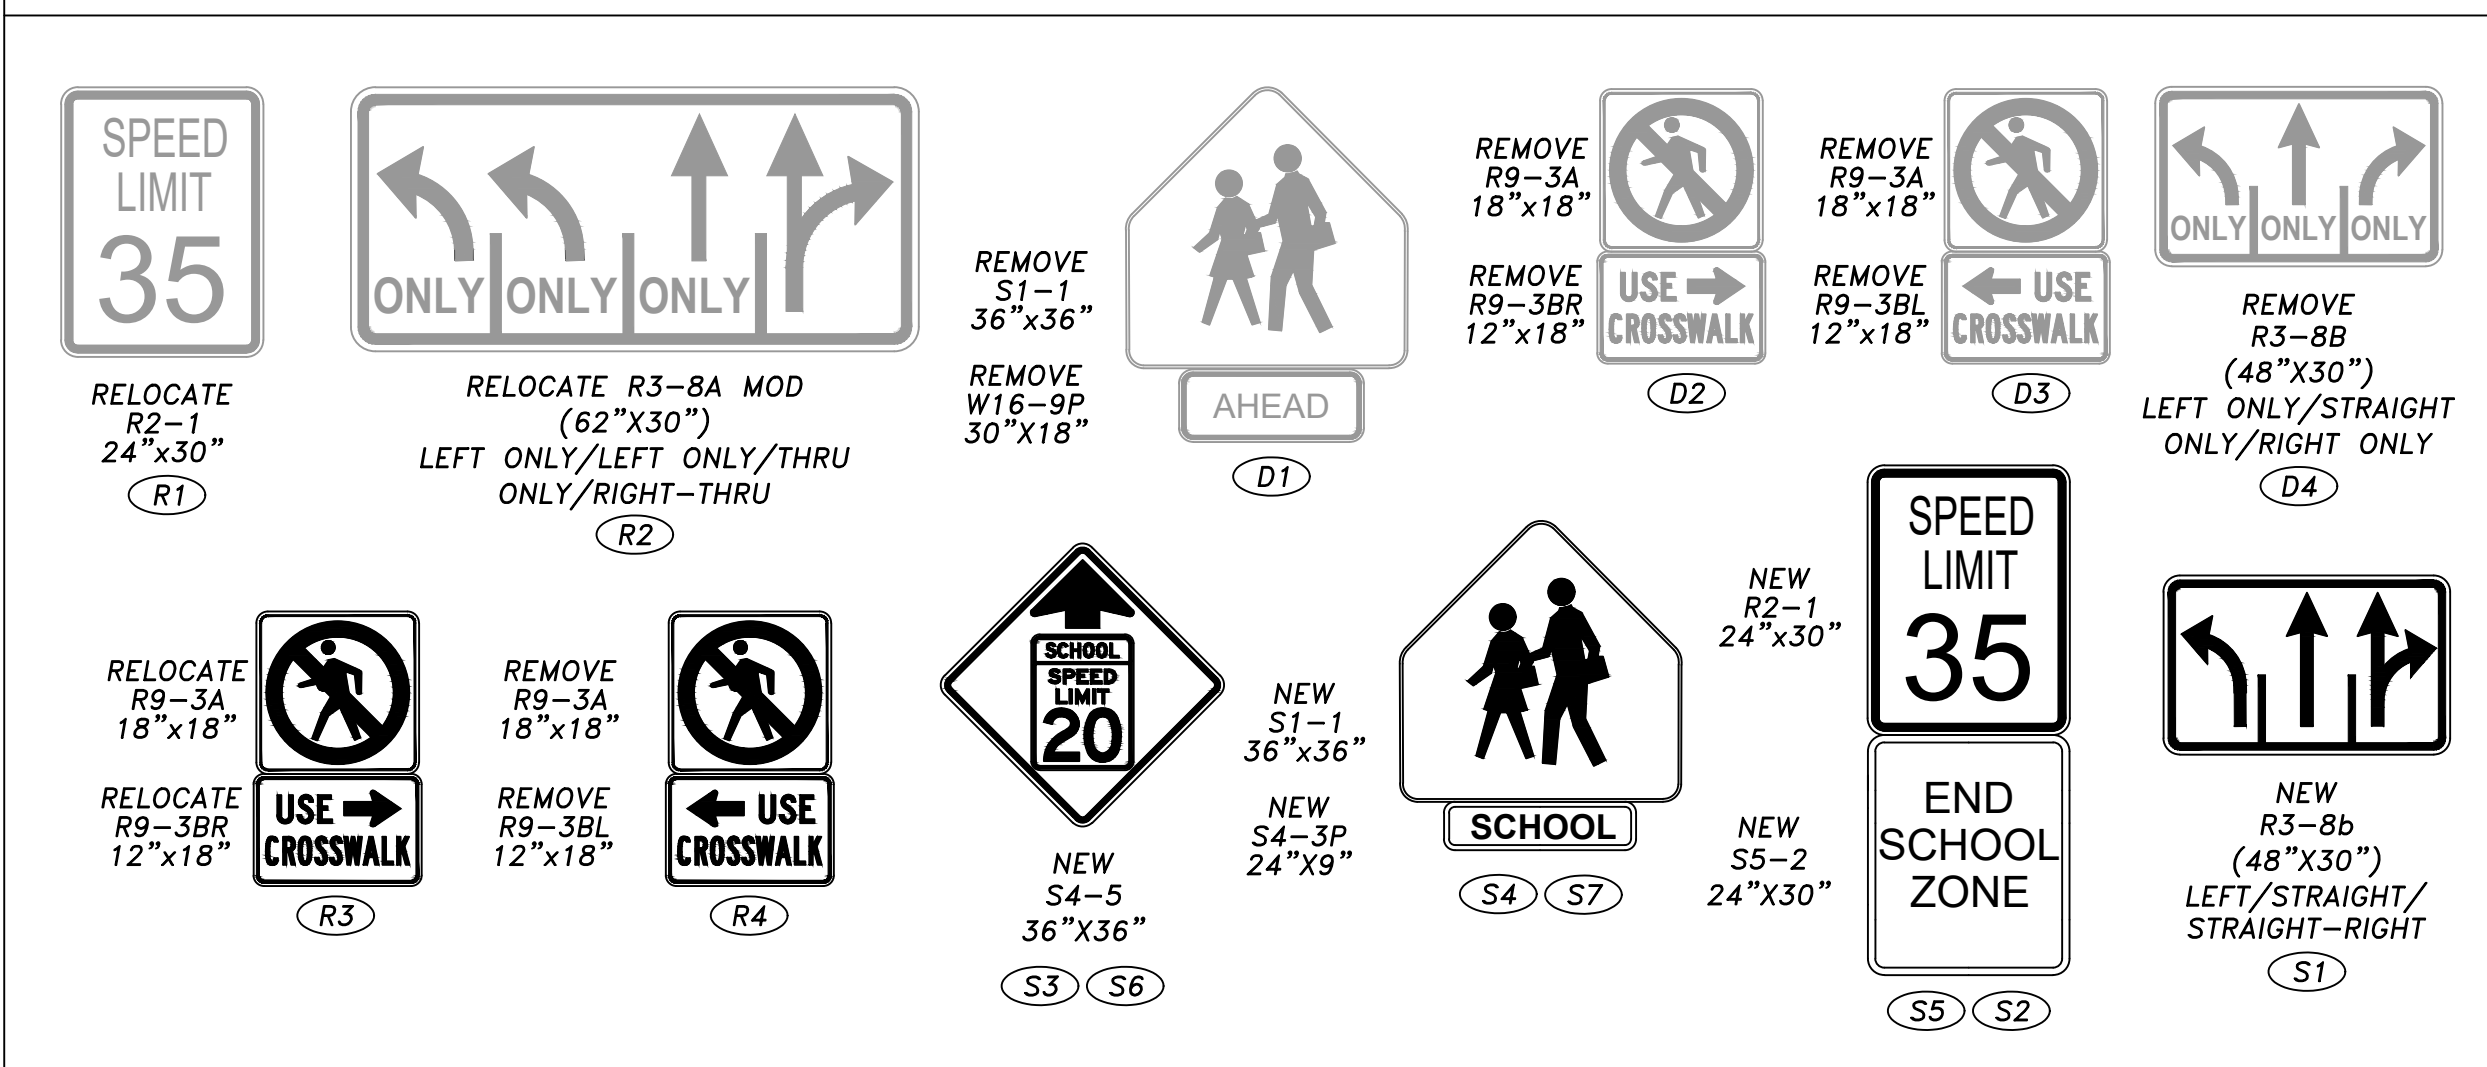 SPEED
LIMIT
35
RELOCATE
R2-1
24"x30"
R1
ONLY ONLY ONLY
RELOCATE R3-8A MOD
(62"X30")
LEFT ONLY/LEFT ONLY/THRU
ONLY/RIGHT-THRU
R2
REMOVE
S1-1
36"x36"
REMOVE
W16-9P
30"X18"
AHEAD
D1
REMOVE
R9-3A
18"x18"
REMOVE
R9-3BR
12"x18"
USE
CROSSWALK
D2
REMOVE
R9-3A
18"x18"
REMOVE
R9-3BL
12"x18"
USE
CROSSWALK
D3
ONLY ONLY ONLY
REMOVE
R3-8B
(48"X30")
LEFT ONLY/STRAIGHT
ONLY/RIGHT ONLY
D4
RELOCATE
R9-3A
18"x18"
RELOCATE
R9-3BR
12"x18"
USE
CROSSWALK
R3
REMOVE
R9-3A
18"x18"
REMOVE
R9-3BL
12"x18"
USE
CROSSWALK
R4
SCHOOL
SPEED
LIMIT
20
NEW
S4-5
36"X36"
S3 S6
NEW
S1-1
36"x36"
NEW
S4-3P
24"X9"
SCHOOL
S4 S7
NEW
R2-1
24"x30"
SPEED
LIMIT
35
NEW
S5-2
24"X30"
END
SCHOOL
ZONE
S5 S2
NEW
R3-8b
(48"X30")
LEFT/STRAIGHT/
STRAIGHT-RIGHT
S1